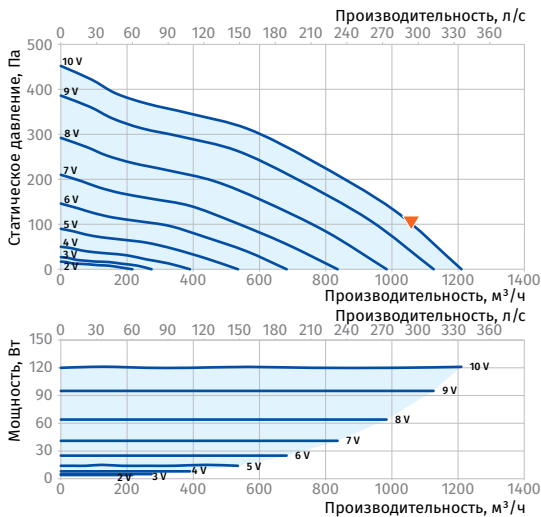 Производительность, л/с
0 30 60 90 120 150 180 210 240 270 300 330 360
Статическое давление, Па
500
400
300
200
100
0
10 V
9 V
8 V
7 V
6 V
5 V
4 V
3 V
2 V
0 200 400 600 800 1000 1200 1400
Производительность, м³/ч
Производительность, л/с
0 30 60 90 120 150 180 210 240 270 300 330 360
Мощность, Вт
150
120
90
60
30
0
10 V
9 V
8 V
7 V
6 V
5 V
4 V
3 V
2 V
0 200 400 600 800 1000 1200 1400
Производительность, м³/ч